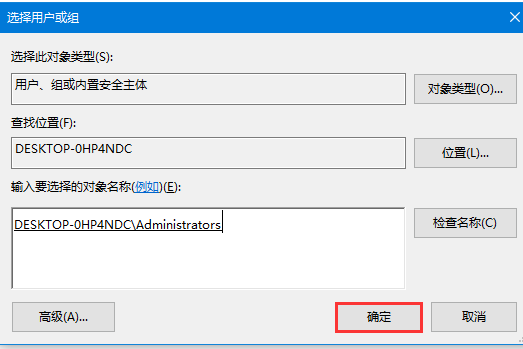 选择用户或组
选择此对象类型(S):
用户、组或内置安全主体
对象类型(O)...
查找位置(F):
DESKTOP-0HP4NDC
位置(L)...
输入要选择的对象名称(例如)(E):
DESKTOP-0HP4NDC\Administrators
检查名称(C)
高级(A)...
确定
取消